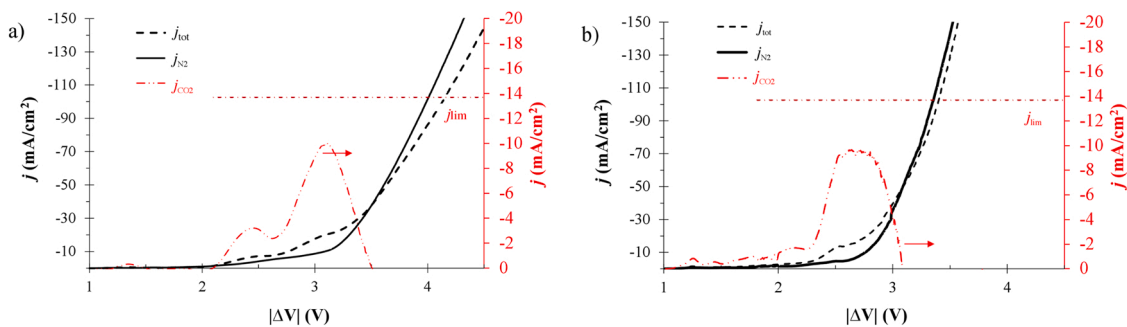 a)
j (mA/cm²)
-150
-130
-110
-90
-70
-50
-30
-10
j_tot
j_N2
j_CO2
j_lim
-20
-18
-16
-14
-12
-10
-8
-6
-4
-2
0
j (mA/cm²)
1 2 3 4
|ΔV| (V)
b)
j (mA/cm²)
-150
-130
-110
-90
-70
-50
-30
-10
j_tot
j_N2
j_CO2
j_lim
-20
-18
-16
-14
-12
-10
-8
-6
-4
-2
0
j (mA/cm²)
1 2 3 4
|ΔV| (V)